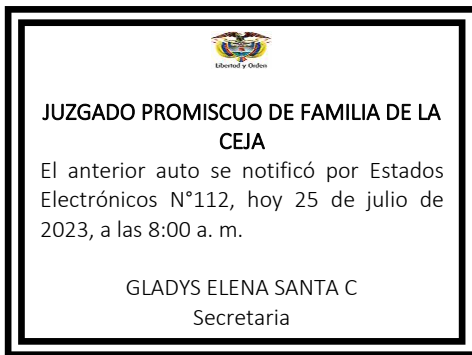 Libertad y Orden
JUZGADO PROMISCUO DE FAMILIA DE LA
CEJA
El anterior auto se notificó por Estados
Electrónicos N°112, hoy 25 de julio de
2023, a las 8:00 a. m.
GLADYS ELENA SANTA C
Secretaria